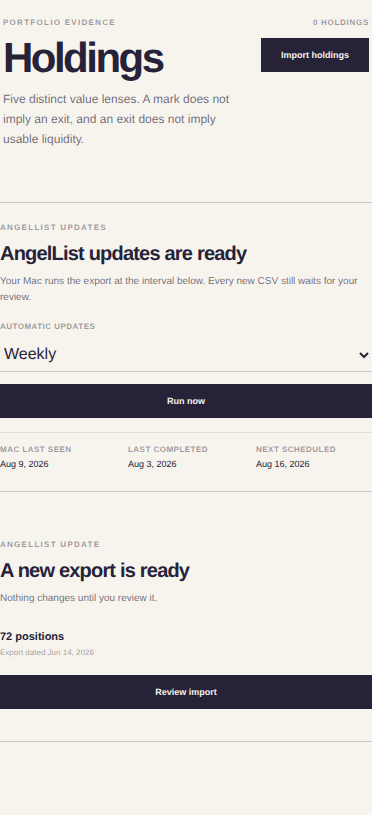 PORTFOLIO EVIDENCE
0 HOLDINGS
Holdings
Import holdings
Five distinct value lenses. A mark does not
imply an exit, and an exit does not imply
usable liquidity.
ANGELLIST UPDATES
AngelList updates are ready
Your Mac runs the export at the interval below. Every new CSV still waits for your
review.
AUTOMATIC UPDATES
Weekly
Run now
MAC LAST SEEN
Aug 9, 2026
LAST COMPLETED
Aug 3, 2026
NEXT SCHEDULED
Aug 16, 2026
ANGELLIST UPDATE
A new export is ready
Nothing changes until you review it.
72 positions
Export dated Jun 14, 2026
Review import